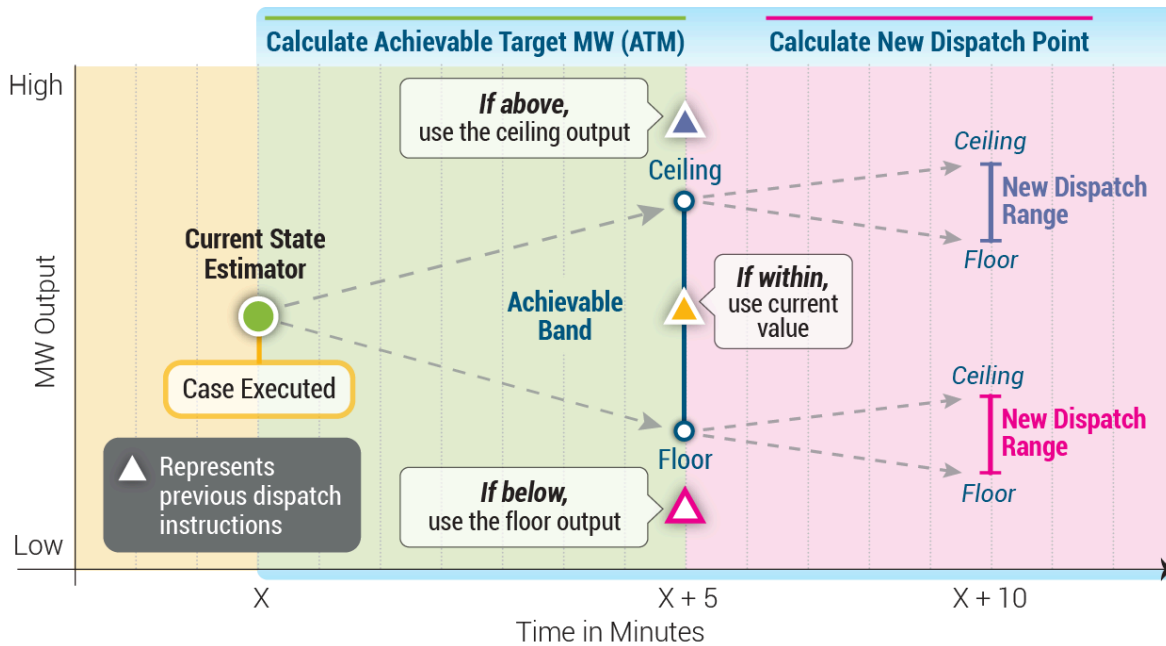 Calculate Achievable Target MW (ATM)
Calculate New Dispatch Point
High
MW Output
Low
If above,
use the ceiling output
Ceiling
Current State
Estimator
Case Executed
Achievable
Band
If within,
use current
value
Floor
If below,
use the floor output
Represents
previous dispatch
instructions
Ceiling
New Dispatch
Range
Floor
Ceiling
New Dispatch
Range
Floor
X
X + 5
X + 10
Time in Minutes